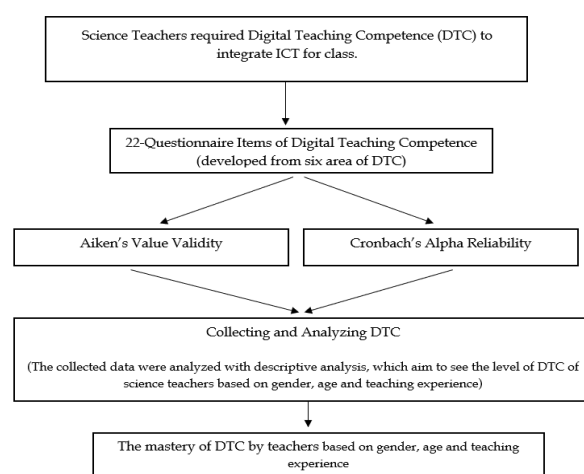 Science Teachers required Digital Teaching Competence (DTC) to
integrate ICT for class.
22-Questionnaire Items of Digital Teaching Competence
(developed from six area of DTC)
Aiken's Value Validity
Cronbach's Alpha Reliability
Collecting and Analyzing DTC
(The collected data were analyzed with descriptive analysis, which aim to see the level of DTC of
science teachers based on gender, age and teaching experience)
The mastery of DTC by teachers based on gender, age and teaching
experience